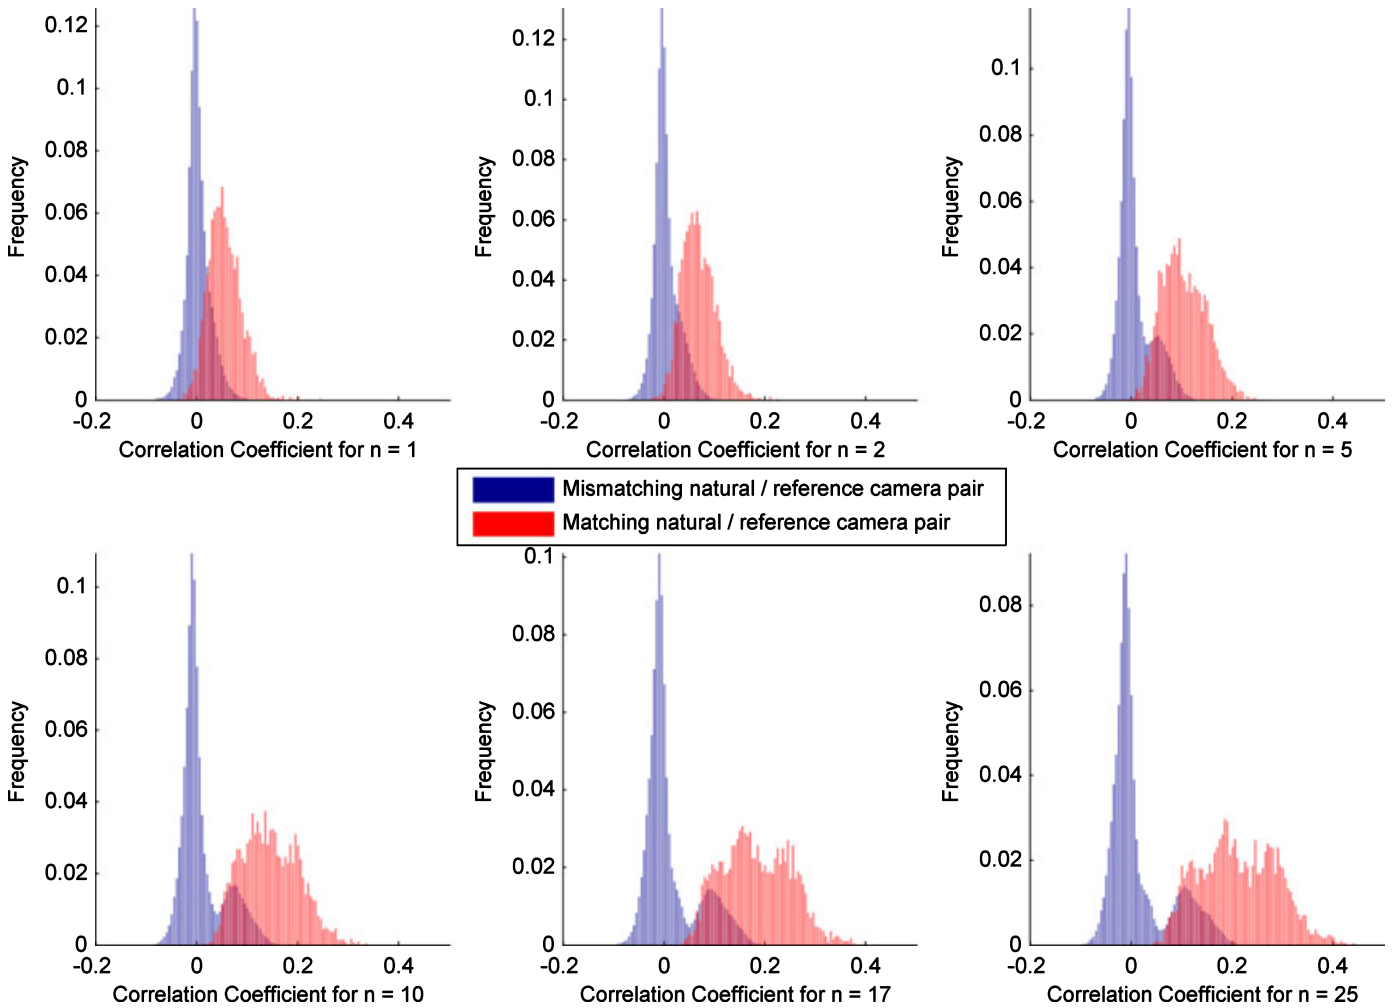 0.12
0.1
0.08
0.06
0.04
0.02
0
Frequency
-0.2 0 0.2 0.4
Correlation Coefficient for n = 1
0.12
0.1
0.08
0.06
0.04
0.02
0
Frequency
-0.2 0 0.2 0.4
Correlation Coefficient for n = 2
0.1
0.08
0.06
0.04
0.02
0
Frequency
-0.2 0 0.2 0.4
Correlation Coefficient for n = 5
Mismatching natural / reference camera pair
Matching natural / reference camera pair
0.1
0.08
0.06
0.04
0.02
0
Frequency
-0.2 0 0.2 0.4
Correlation Coefficient for n = 10
0.1
0.08
0.06
0.04
0.02
0
Frequency
-0.2 0 0.2 0.4
Correlation Coefficient for n = 17
0.08
0.06
0.04
0.02
0
Frequency
-0.2 0 0.2 0.4
Correlation Coefficient for n = 25